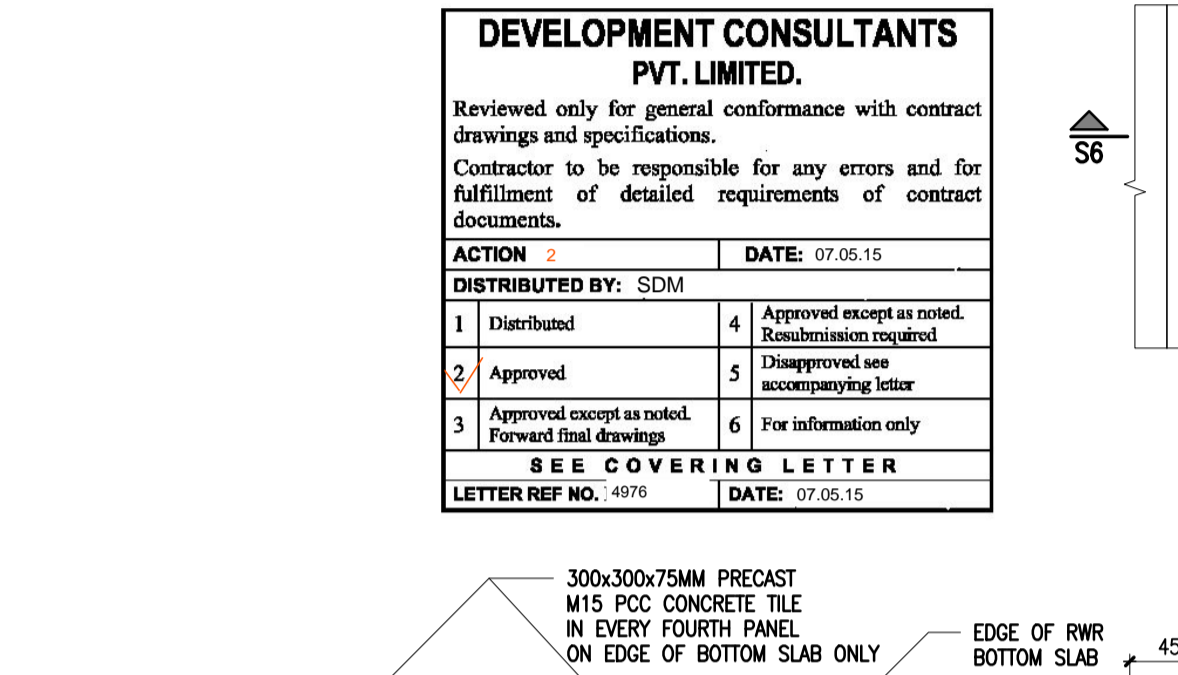 DEVELOPMENT CONSULTANTS
PVT. LIMITED.
Reviewed only for general conformance with contract
drawings and specifications.
Contractor to be responsible for any errors and for
fulfillment of detailed requirements of contract
documents.
ACTION 2 DATE: 07.05.15
DISTRIBUTED BY: SDM
1 Distributed
4 Approved except as noted.
Resubmission required
2 Approved
5 Disapproved see
accompanying letter
3 Approved except as noted.
Forward final drawings
6 For information only
SEE COVERING LETTER
LETTER REF NO. 4976 DATE: 07.05.15
S6
300x300x75MM PRECAST
M15 PCC CONCRETE TILE
IN EVERY FOURTH PANEL
ON EDGE OF BOTTOM SLAB ONLY
EDGE OF RWR
BOTTOM SLAB
45